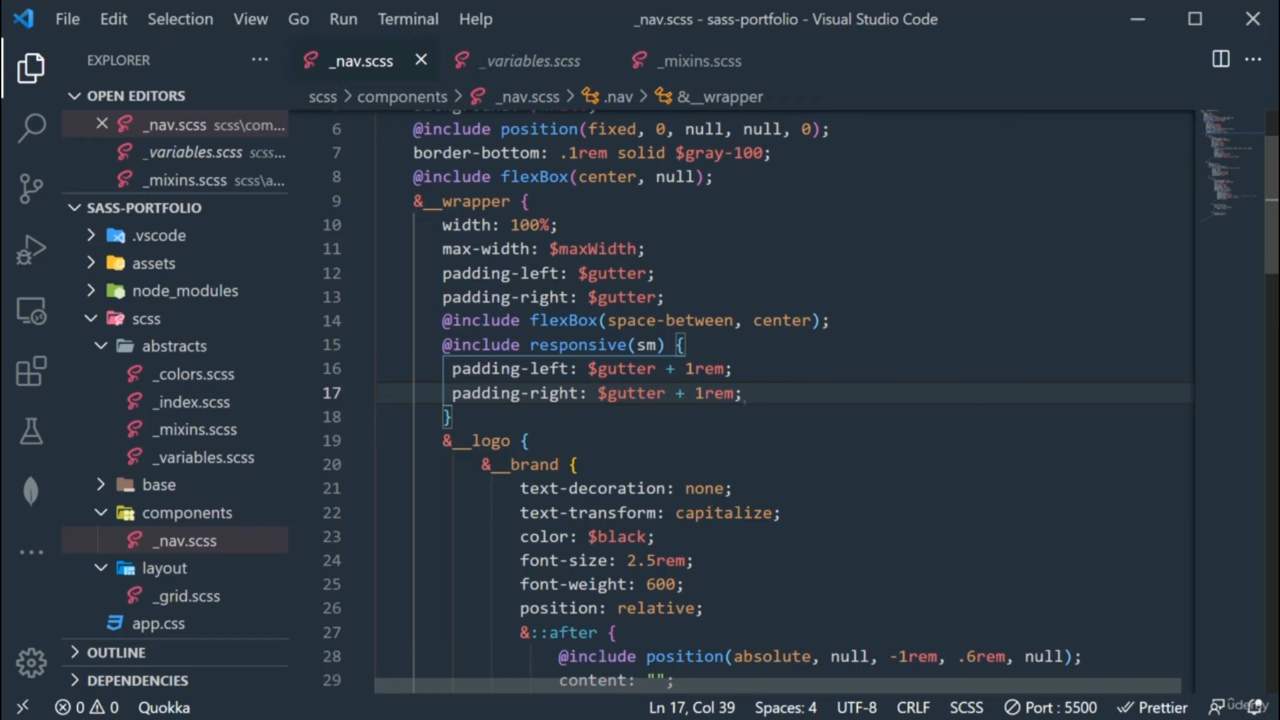 File Edit Selection View Go Run Terminal Help _nav.scss - sass-portfolio - Visual Studio Code
EXPLORER
_nav.scss _variables.scss _mixins.scss
OPEN EDITORS
scss > components > _nav.scss > .nav > &__wrapper
_nav.scss scss\com...
_variables.scss scss...
_mixins.scss scss\a...
SASS-PORTFOLIO
.vscode
assets
node_modules
scss
abstracts
_colors.scss
_index.scss
_mixins.scss
_variables.scss
base
components
_nav.scss
layout
_grid.scss
app.css
OUTLINE
DEPENDENCIES
6 @include position(fixed, 0, null, null, 0);
7 border-bottom: .1rem solid $gray-100;
8 @include flexBox(center, null);
9 &__wrapper {
10 width: 100%;
11 max-width: $maxWidth;
12 padding-left: $gutter;
13 padding-right: $gutter;
14 @include flexBox(space-between, center);
15 @include responsive(sm) {
16 padding-left: $gutter + 1rem;
17 padding-right: $gutter + 1rem;
18 }
19 &__logo {
20 &__brand {
21 text-decoration: none;
22 text-transform: capitalize;
23 color: $black;
24 font-size: 2.5rem;
25 font-weight: 600;
26 position: relative;
27 &::after {
28 @include position(absolute, null, -1rem, .6rem, null);
29 content: "";
0 0 Quokka Ln 17, Col 39 Spaces: 4 UTF-8 CRLF SCSS Port : 5500 Prettier